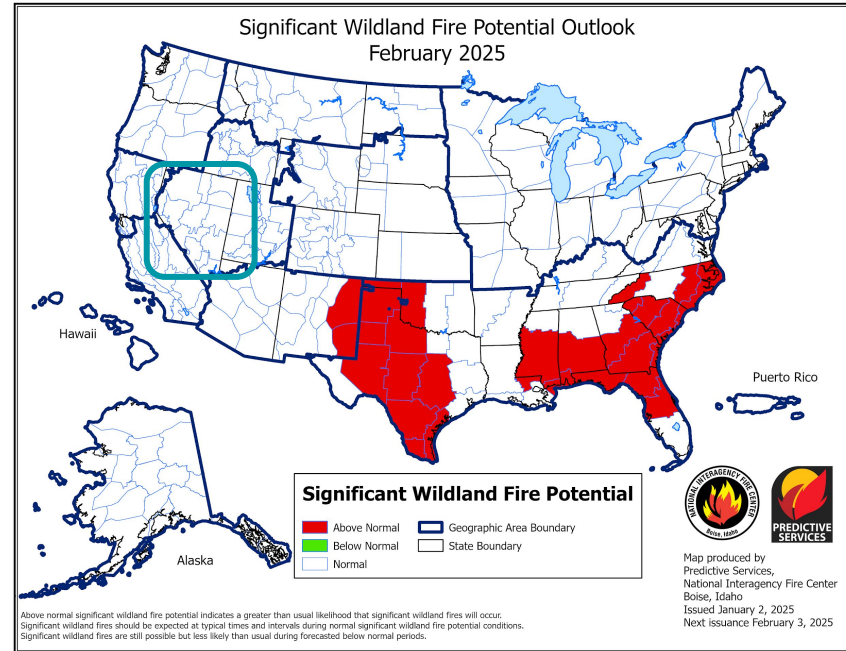 Significant Wildland Fire Potential Outlook
February 2025
Hawaii
Puerto Rico
Alaska
Significant Wildland Fire Potential
Above Normal
Geographic Area Boundary
Below Normal
State Boundary
Normal
NATIONAL INTERAGENCY FIRE CENTER
Boise, Idaho
PREDICTIVE
SERVICES
Map produced by
Predictive Services,
National Interagency Fire Center
Boise, Idaho
Issued January 2, 2025
Next issuance February 3, 2025
Above normal significant wildland fire potential indicates a greater than usual likelihood that significant wildland fires will occur.
Significant wildland fires should be expected at typical times and intervals during normal significant wildland fire potential conditions.
Significant wildland fires are still possible but less likely than usual during forecasted below normal periods.